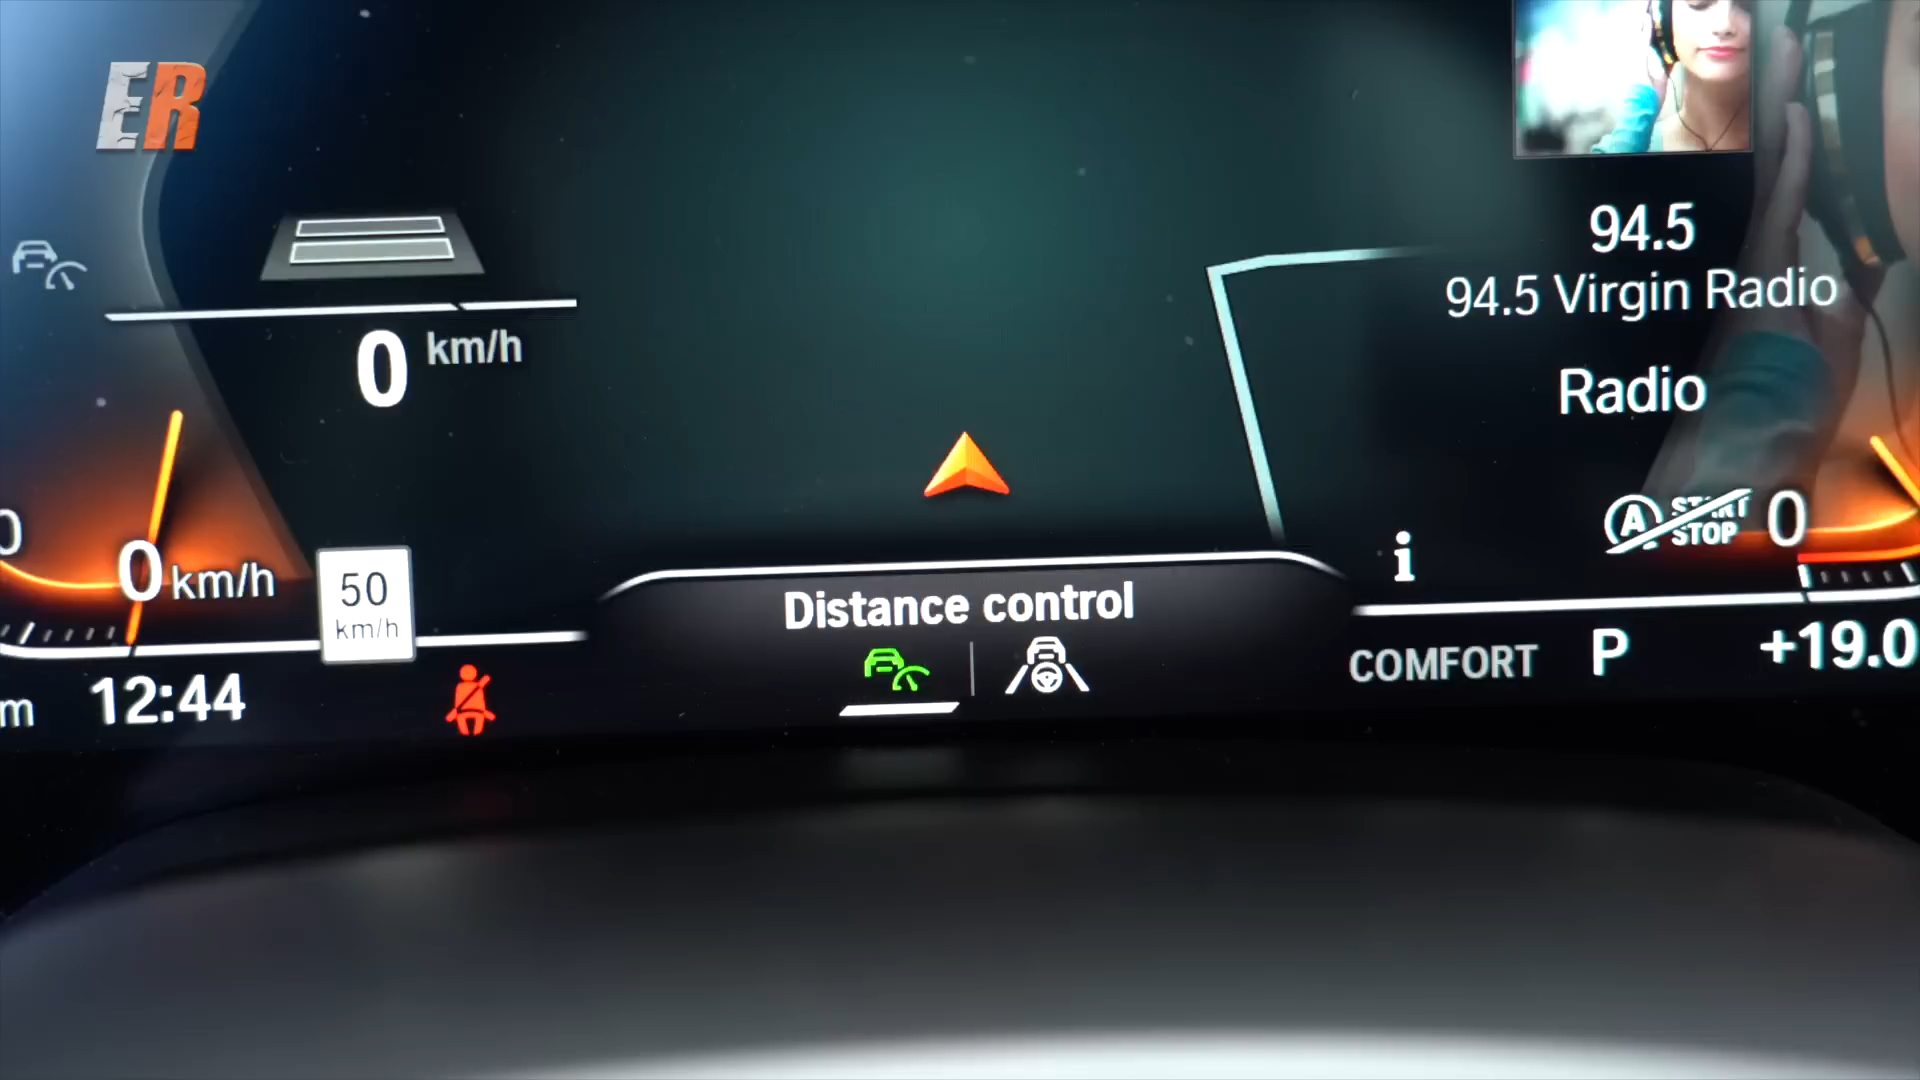 ER
94.5
94.5 Virgin Radio
Radio
0 km/h
0 km/h
50
km/h
Distance control
i
A START
STOP
0
COMFORT
P
+19.0
12:44